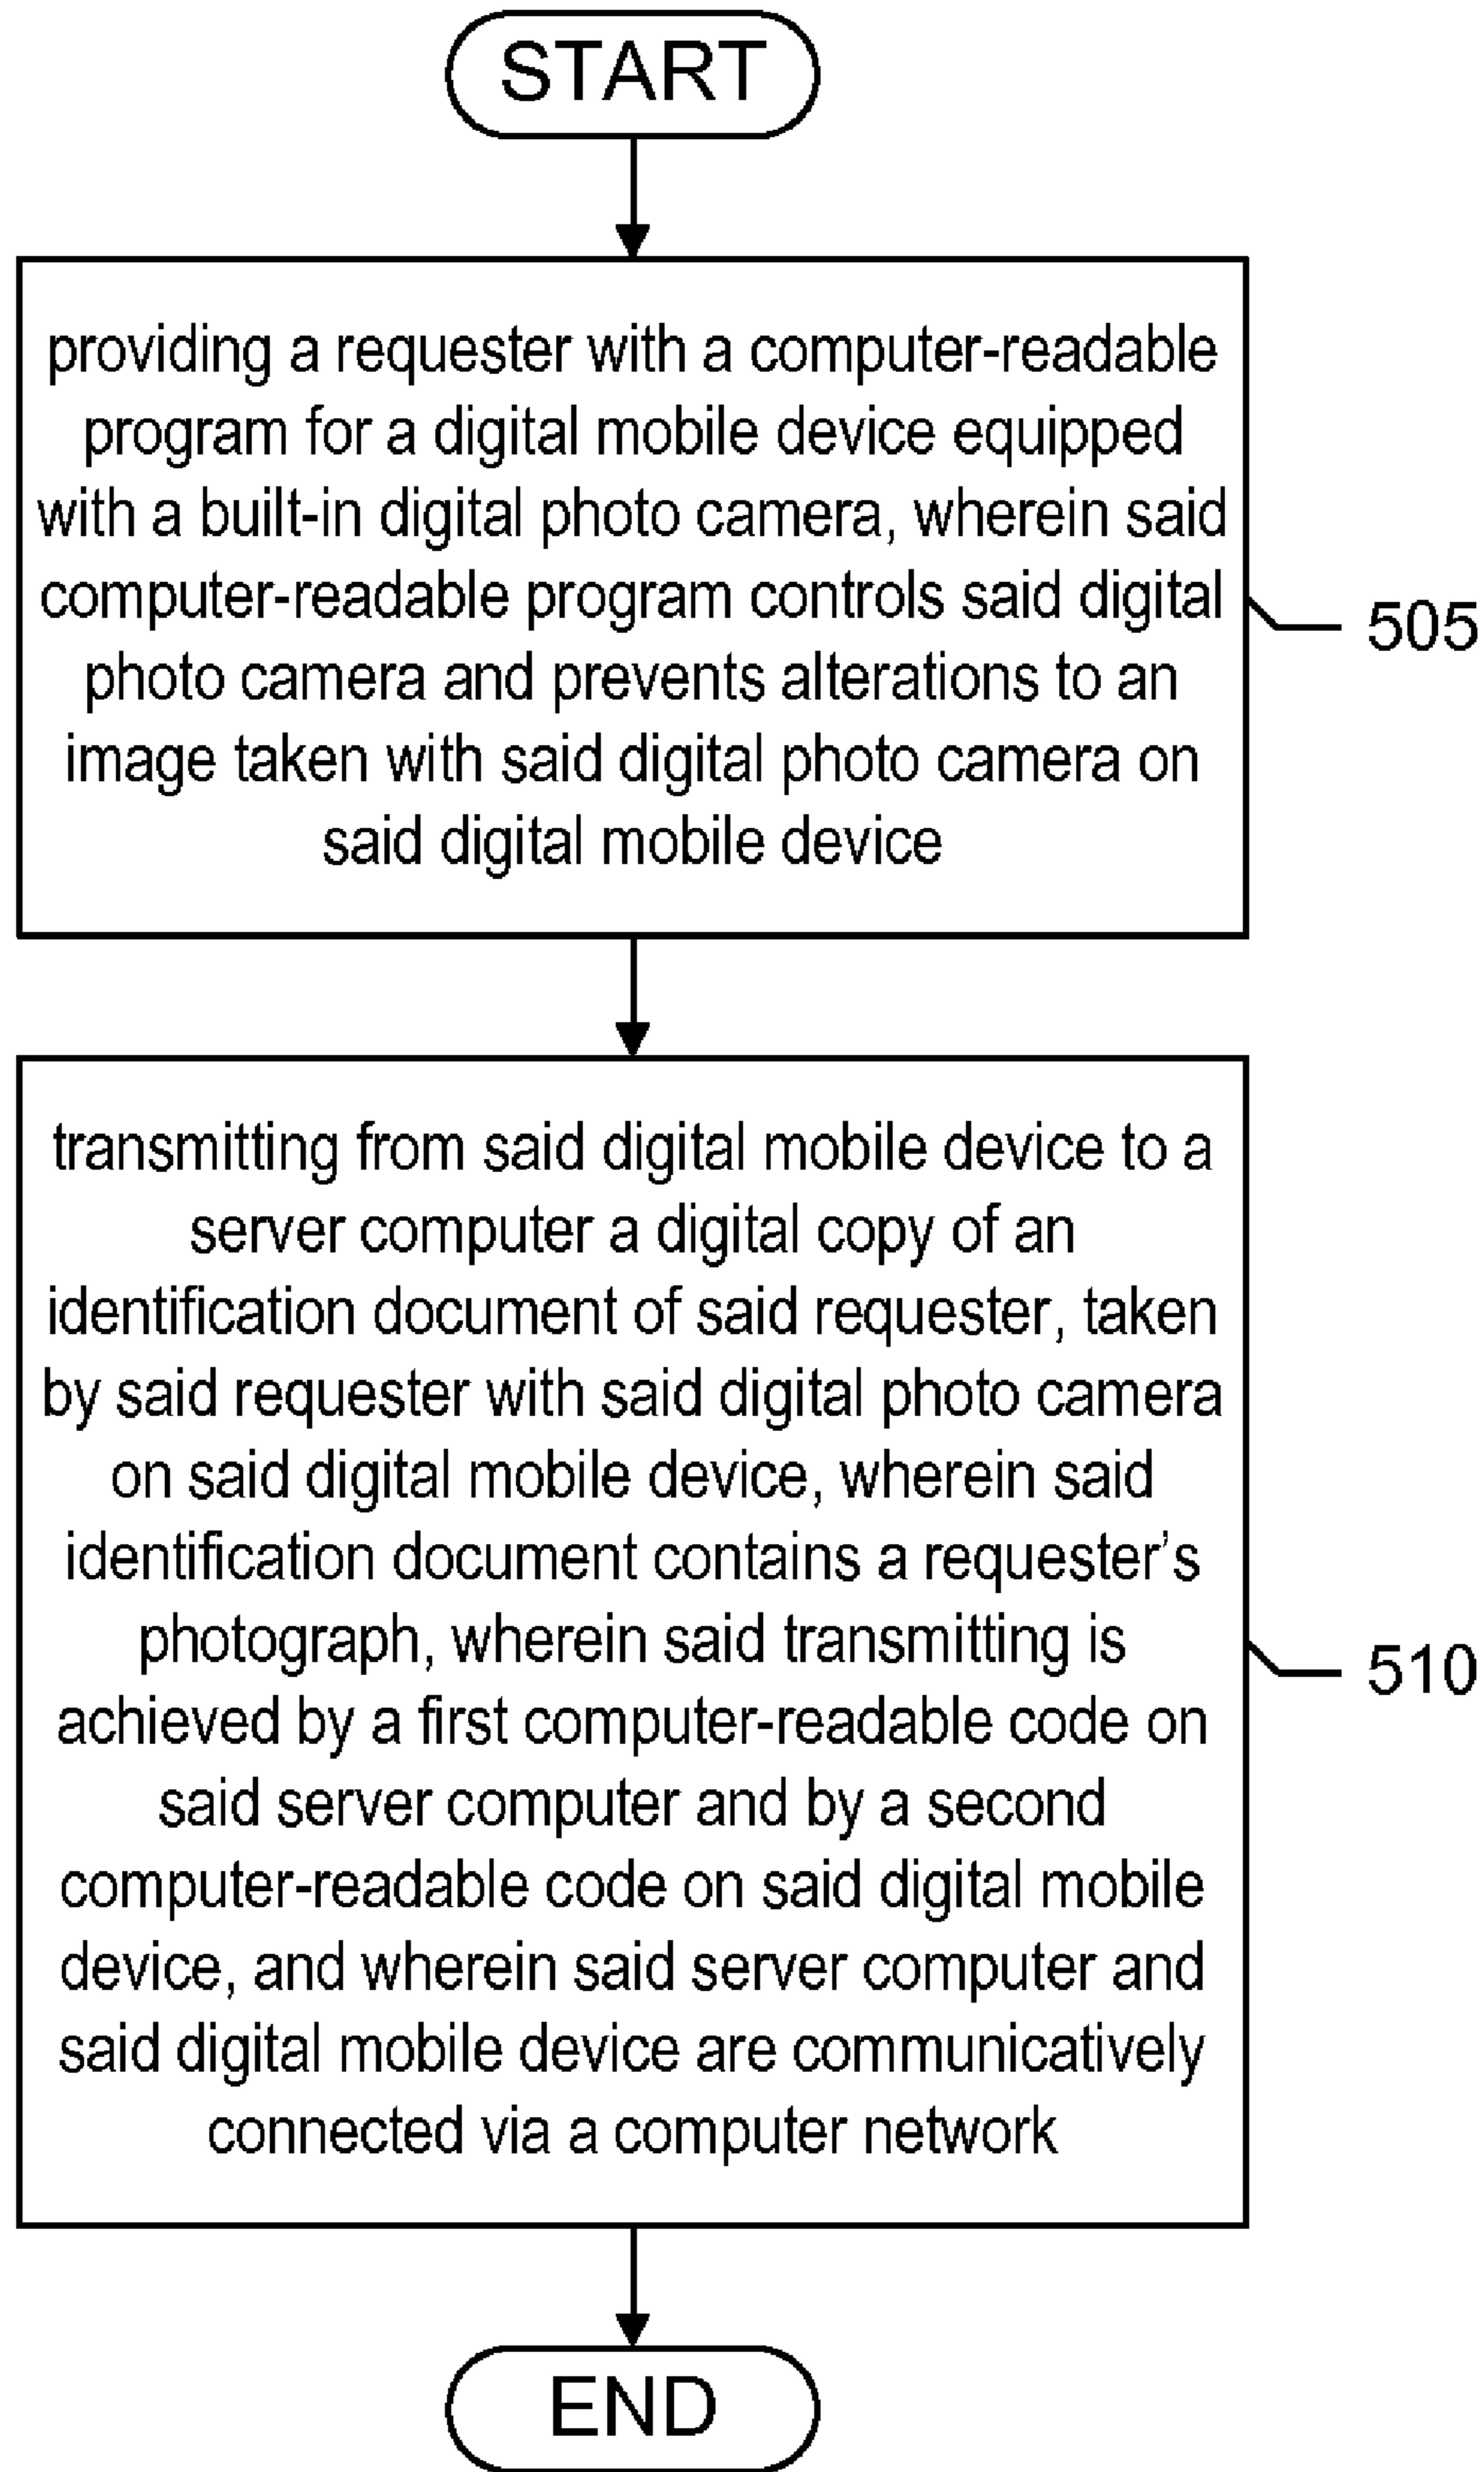 START
providing a requester with a computer-readable
program for a digital mobile device equipped
with a built-in digital photo camera, wherein said
computer-readable program controls said digital
photo camera and prevents alterations to an
image taken with said digital photo camera on
said digital mobile device
505
transmitting from said digital mobile device to a
server computer a digital copy of an
identification document of said requester, taken
by said requester with said digital photo camera
on said digital mobile device, wherein said
identification document contains a requester’s
photograph, wherein said transmitting is
achieved by a first computer-readable code on
said server computer and by a second
computer-readable code on said digital mobile
device, and wherein said server computer and
said digital mobile device are communicatively
connected via a computer network
510
END